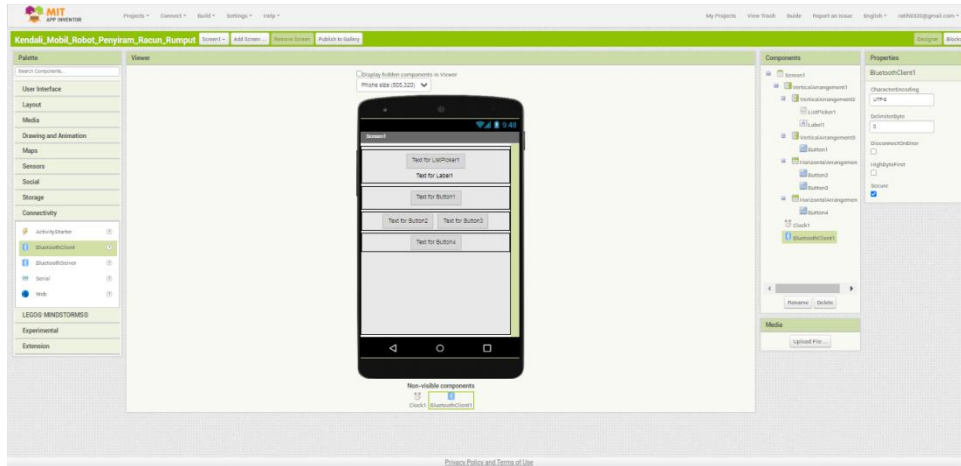 MIT
APP INVENTOR
Projects Connect Build Settings Help
My Projects View Trash Guide Report an Issue English
Kendali_Mobil_Robot_Penyiram_Racun_Rumput
Screen1 Add Screen ... Remove Screen Publish to Gallery
Designer Blocks
Palette
Search Components...
User Interface
Layout
Media
Drawing and Animation
Maps
Sensors
Social
Storage
Connectivity
ActivityStarter
BluetoothClient
BluetoothServer
Serial
Web
LEGO® MINDSTORMS®
Experimental
Extension
Viewer
Display hidden components in Viewer
Phone size (505,320)
9:48
Screen1
Text for ListPicker1
Text for Label1
Text for Button1
Text for Button2 Text for Button3
Text for Button4
Non-visible components
Clock1 BluetoothClient1
Components
Screen1
VerticalArrangement1
VerticalArrangement2
ListPicker1
Label1
VerticalArrangement3
Button1
HorizontalArrangemen
Button2
Button3
HorizontalArrangemen
Button4
Clock1
BluetoothClient1
Rename Delete
Media
Upload File ...
Properties
BluetoothClient1
CharacterEncoding
UTF-8
DelimiterByte
0
DisconnectOnError
HighByteFirst
Secure
Privacy Policy and Terms of Use